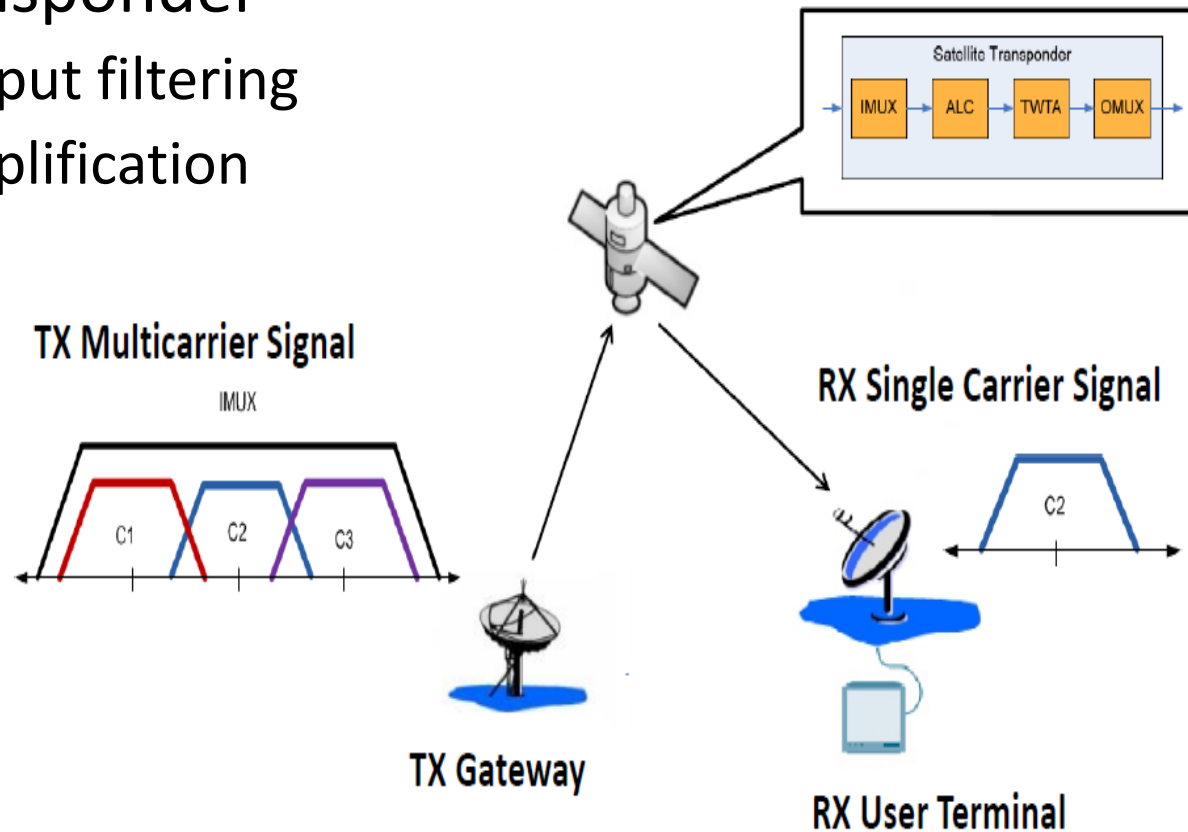 sponder
put filtering
plification
Satellite Transponder
IMUX
ALC
TWTA
OMUX
TX Multicarrier Signal
IMUX
C1
C2
C3
RX Single Carrier Signal
C2
TX Gateway
RX User Terminal